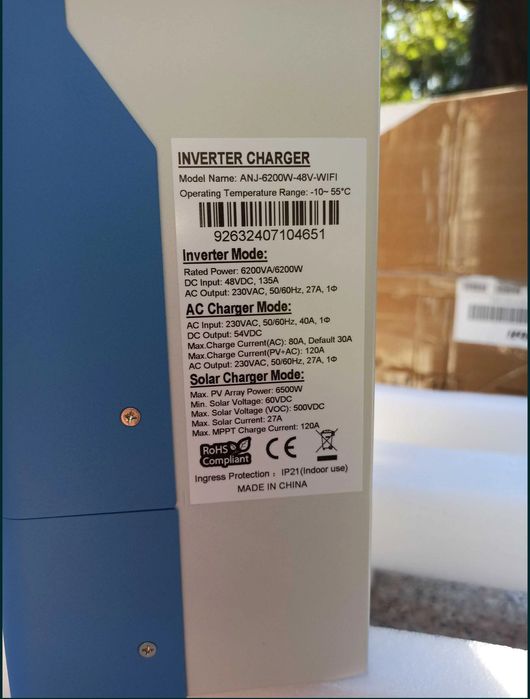 INVERTER CHARGER
Model Name: ANJ-6200W-48V-WIFI
Operating Temperature Range: -10~ 55°C
92632407104651
Inverter Mode:
Rated Power: 6200VA/6200W
DC Input: 48VDC, 135A
AC Output: 230VAC, 50/60Hz, 27A, 1Φ
AC Charger Mode:
AC Input: 230VAC, 50/60Hz, 40A, 1Φ
DC Output: 54VDC
Max.Charge Current(AC): 80A, Default 30A
Max.Charge Current(PV+AC): 120A
AC Output: 230VAC, 50/60Hz, 27A, 1Φ
Solar Charger Mode:
Max. PV Array Power: 6500W
Min. Solar Voltage: 60VDC
Max. Solar Voltage (VOC): 500VDC
Max. Solar Current: 27A
Max. MPPT Charge Current: 120A
RoHS
Compliant
CE
Ingress Protection : IP21(Indoor use)
MADE IN CHINA